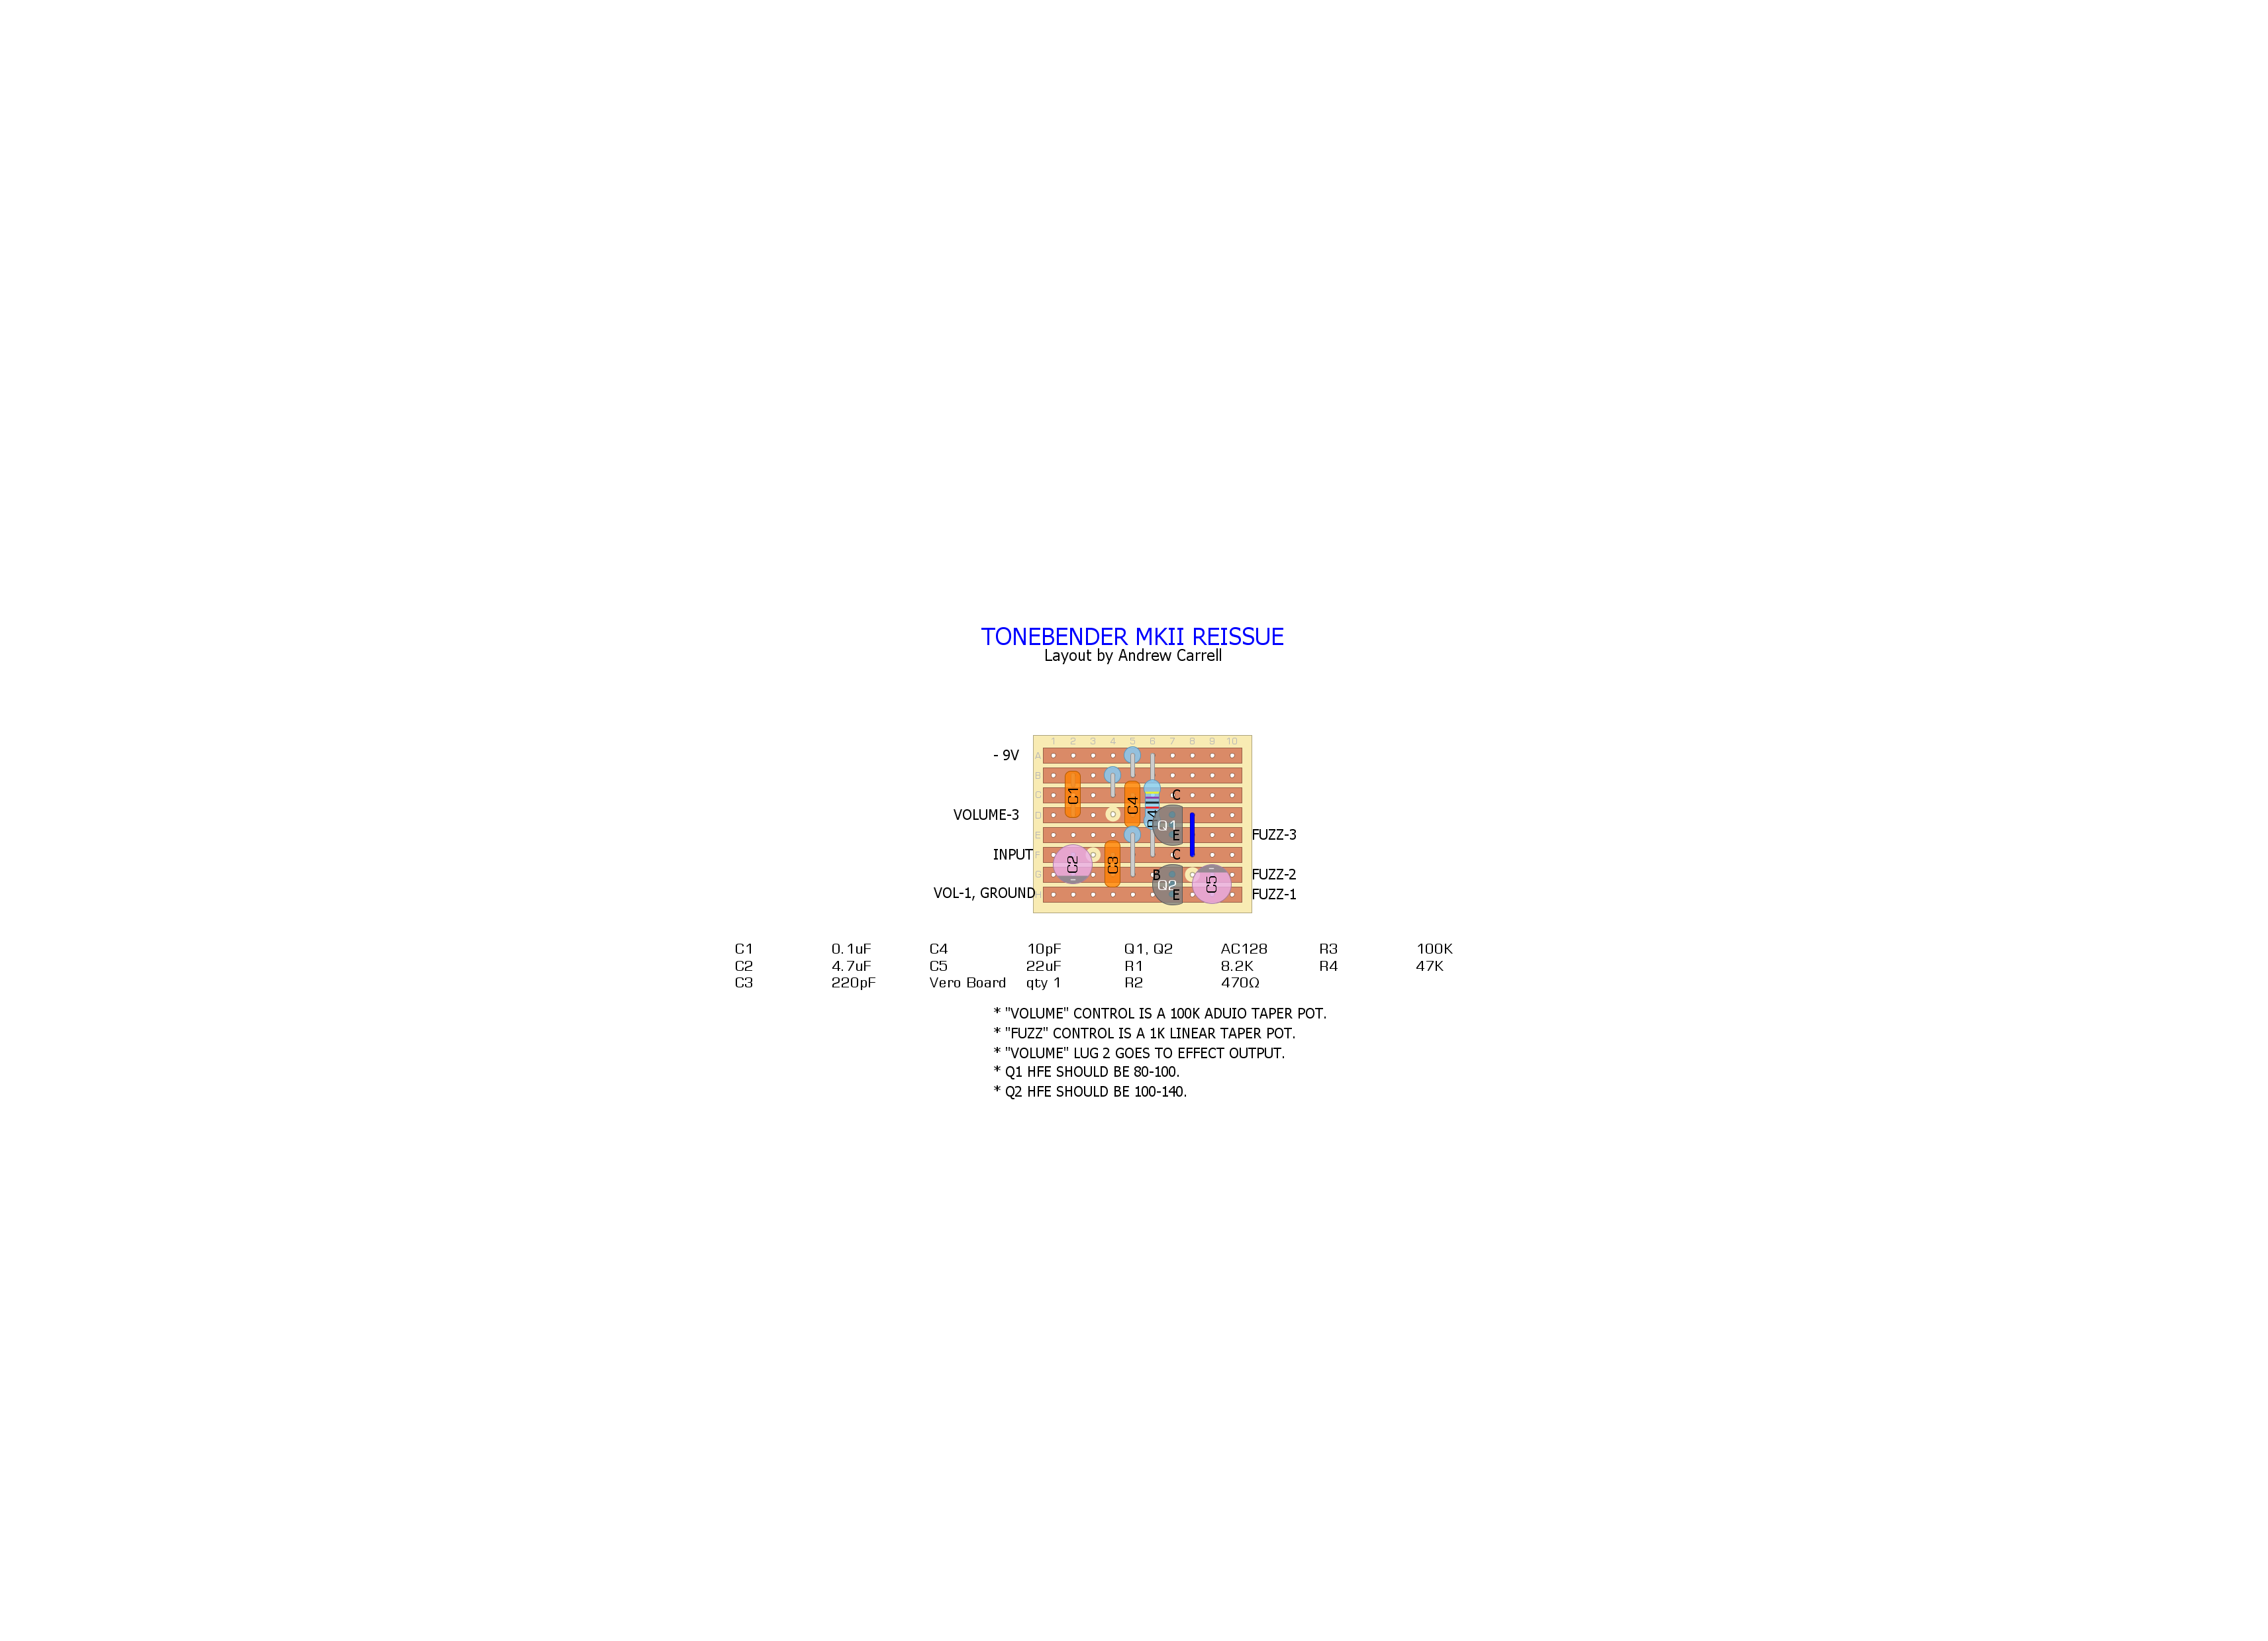 TONEBENDER MKII REISSUE
Layout by Andrew Carrell
1 2 3 4 5 6 7 8 9 10
- 9V A
B
C1 C4 C C
VOLUME-3 D R4 Q1
E E FUZZ-3
INPUT F C2 C3 C
G B Q2 C5 FUZZ-2
VOL-1, GROUND H E FUZZ-1
C1 0.1uF C4 10pF Q1, Q2 AC128 R3 100K
C2 4.7uF C5 22uF R1 8.2K R4 47K
C3 220pF Vero Board qty 1 R2 470Ω
* "VOLUME" CONTROL IS A 100K ADUIO TAPER POT.
* "FUZZ" CONTROL IS A 1K LINEAR TAPER POT.
* "VOLUME" LUG 2 GOES TO EFFECT OUTPUT.
* Q1 HFE SHOULD BE 80-100.
* Q2 HFE SHOULD BE 100-140.